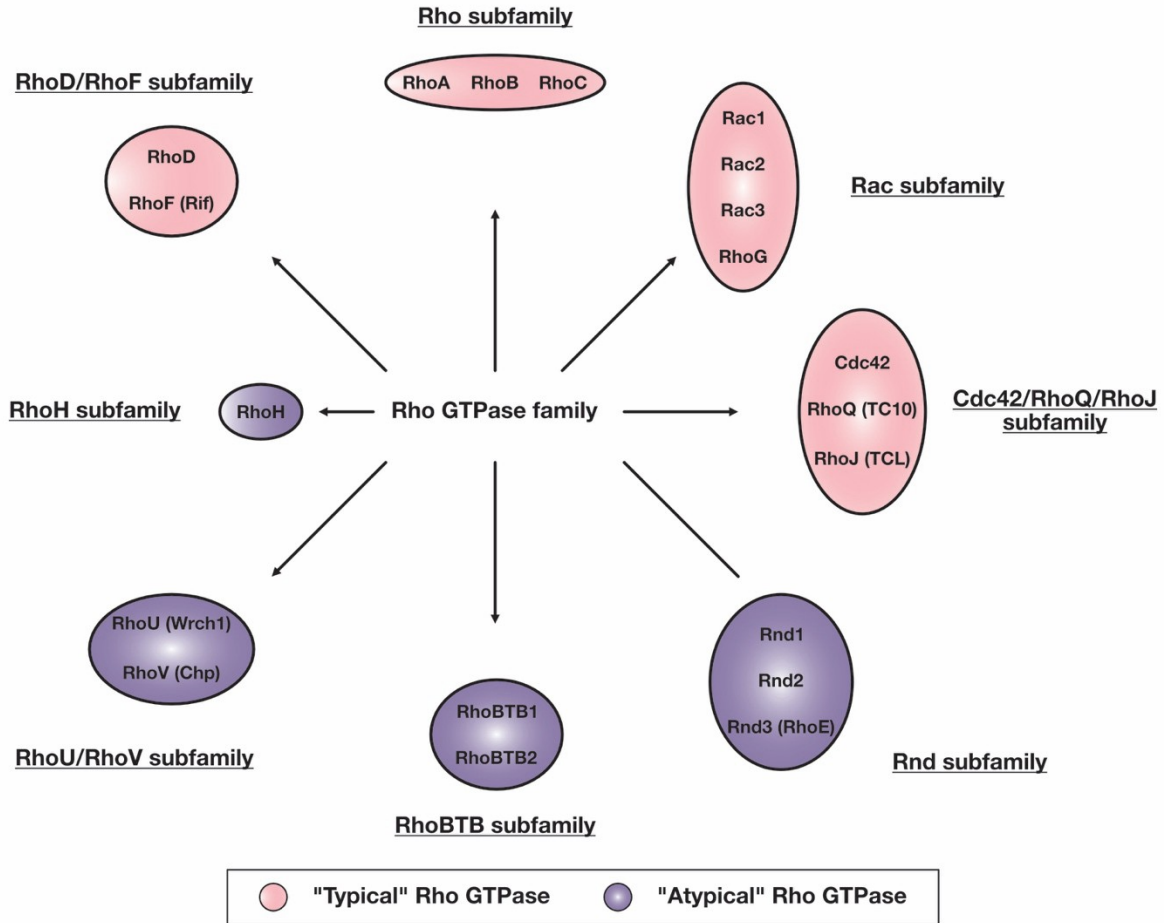 Rho subfamily
RhoA RhoB RhoC
RhoD/RhoF subfamily
RhoD
RhoF (Rif)
Rac1
Rac2
Rac3
RhoG
Rac subfamily
RhoH subfamily
RhoH
Rho GTPase family
Cdc42
RhoQ (TC10)
RhoJ (TCL)
Cdc42/RhoQ/RhoJ
subfamily
RhoU (Wrch1)
RhoV (Chp)
RhoU/RhoV subfamily
RhoBTB1
RhoBTB2
RhoBTB subfamily
Rnd1
Rnd2
Rnd3 (RhoE)
Rnd subfamily
"Typical" Rho GTPase
"Atypical" Rho GTPase